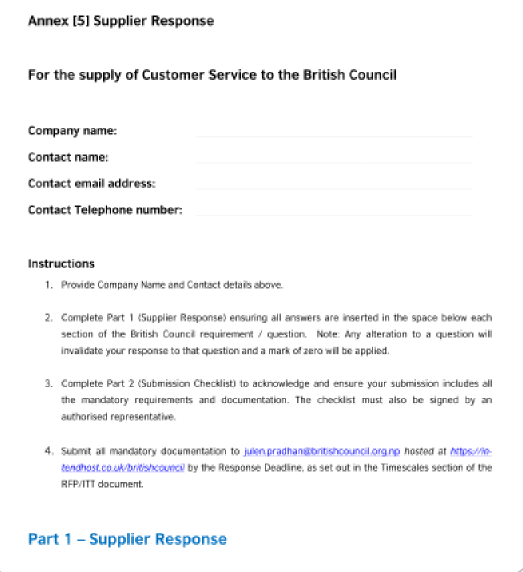 Annex [5] Supplier Response
For the supply of Customer Service to the British Council
Company name:
Contact name:
Contact email address:
Contact Telephone number:
Instructions
1. Provide Company Name and Contact details above.
2. Complete Part 1 (Supplier Response) ensuring all answers are inserted in the space below each
section of the British Council requirement / question. Note: Any alteration to a question will
invalidate your response to that question and a mark of zero will be applied.
3. Complete Part 2 (Submission Checklist) to acknowledge and ensure your submission includes all
the mandatory requirements and documentation. The checklist must also be signed by an
authorised representative.
4. Submit all mandatory documentation to julen.pradhan@britishcouncil.org.np hosted at https://in-
tendhost.co.uk/britishcouncil by the Response Deadline, as set out in the Timescales section of the
RFP/ITT document.
Part 1 – Supplier Response